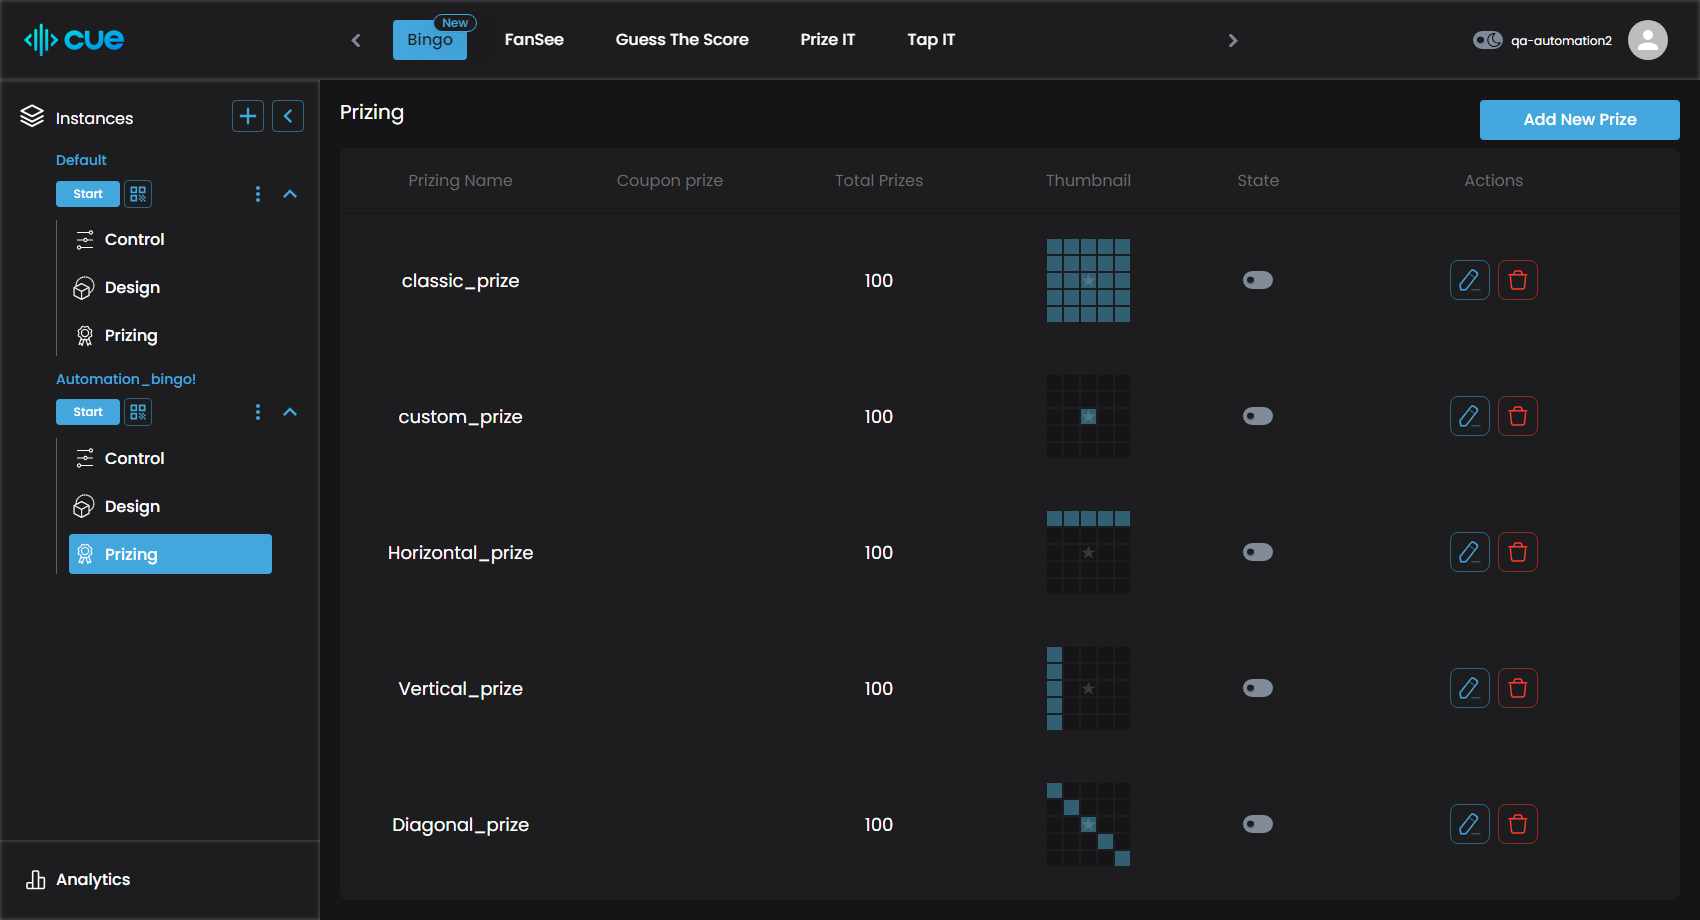 cue
Bingo
New
FanSee
Guess The Score
Prize IT
Tap IT
qa-automation2
Instances
Default
Start
Control
Design
Prizing
Automation_bingo!
Start
Control
Design
Prizing
Analytics
Prizing
Add New Prize
Prizing Name Coupon prize Total Prizes Thumbnail State Actions
classic_prize 100
custom_prize 100
Horizontal_prize 100
Vertical_prize 100
Diagonal_prize 100